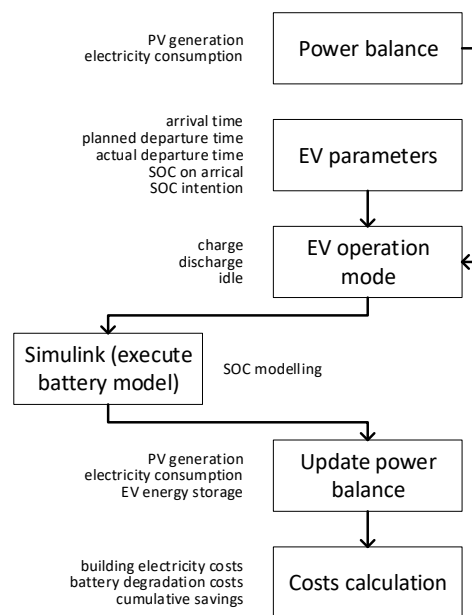 PV generation
electricity consumption
Power balance
arrival time
planned departure time
actual departure time
SOC on arrical
SOC intention
EV parameters
charge
discharge
idle
EV operation
mode
Simulink (execute
battery model)
SOC modelling
PV generation
electricity consumption
EV energy storage
Update power
balance
building electricity costs
battery degradation costs
cumulative savings
Costs calculation